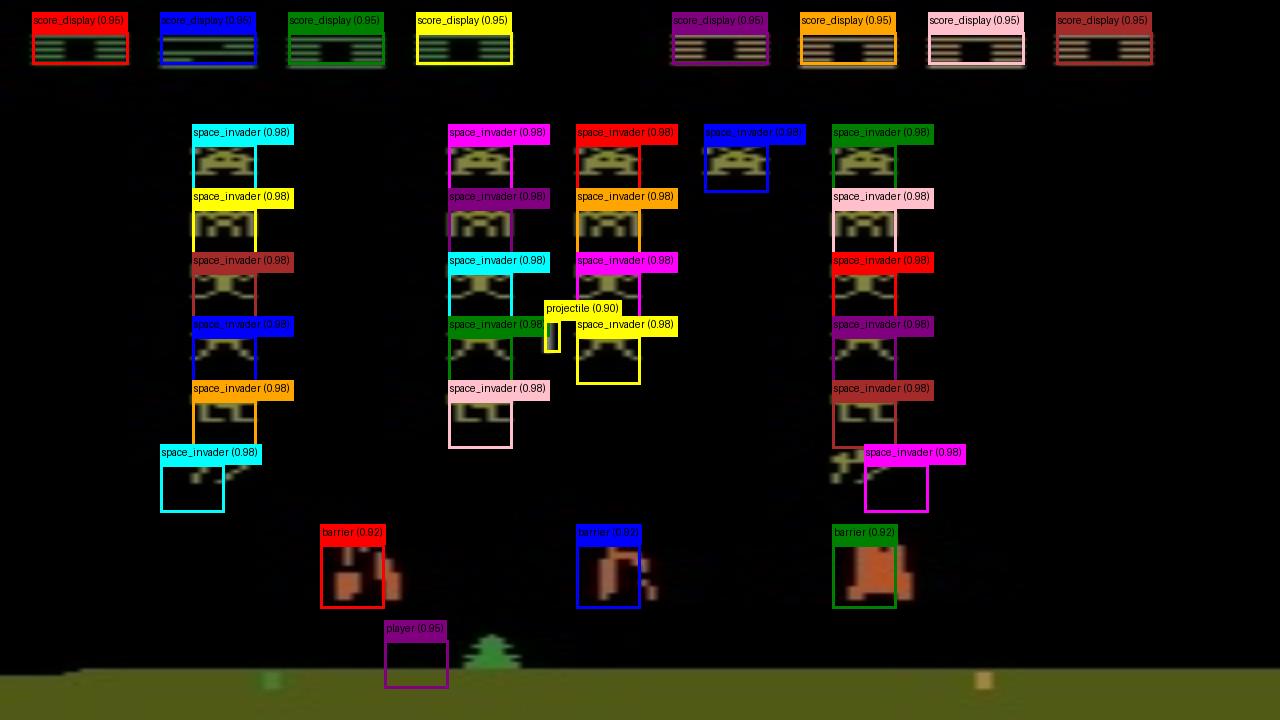 score_display (0.95) score_display (0.95) score_display (0.95) score_display (0.95) score_display (0.95) score_display (0.95) score_display (0.95) score_display (0.95)
space_invader (0.98) space_invader (0.98) space_invader (0.98) space_invader (0.98) space_invader (0.98)
space_invader (0.98) space_invader (0.98) space_invader (0.98) space_invader (0.98)
space_invader (0.98) space_invader (0.98) space_invader (0.98) space_invader (0.98)
projectile (0.90)
space_invader (0.98) space_invader (0.98) space_invader (0.98) space_invader (0.98)
space_invader (0.98) space_invader (0.98) space_invader (0.98)
space_invader (0.98) space_invader (0.98)
barrier (0.92) barrier (0.92) barrier (0.92)
player (0.95)